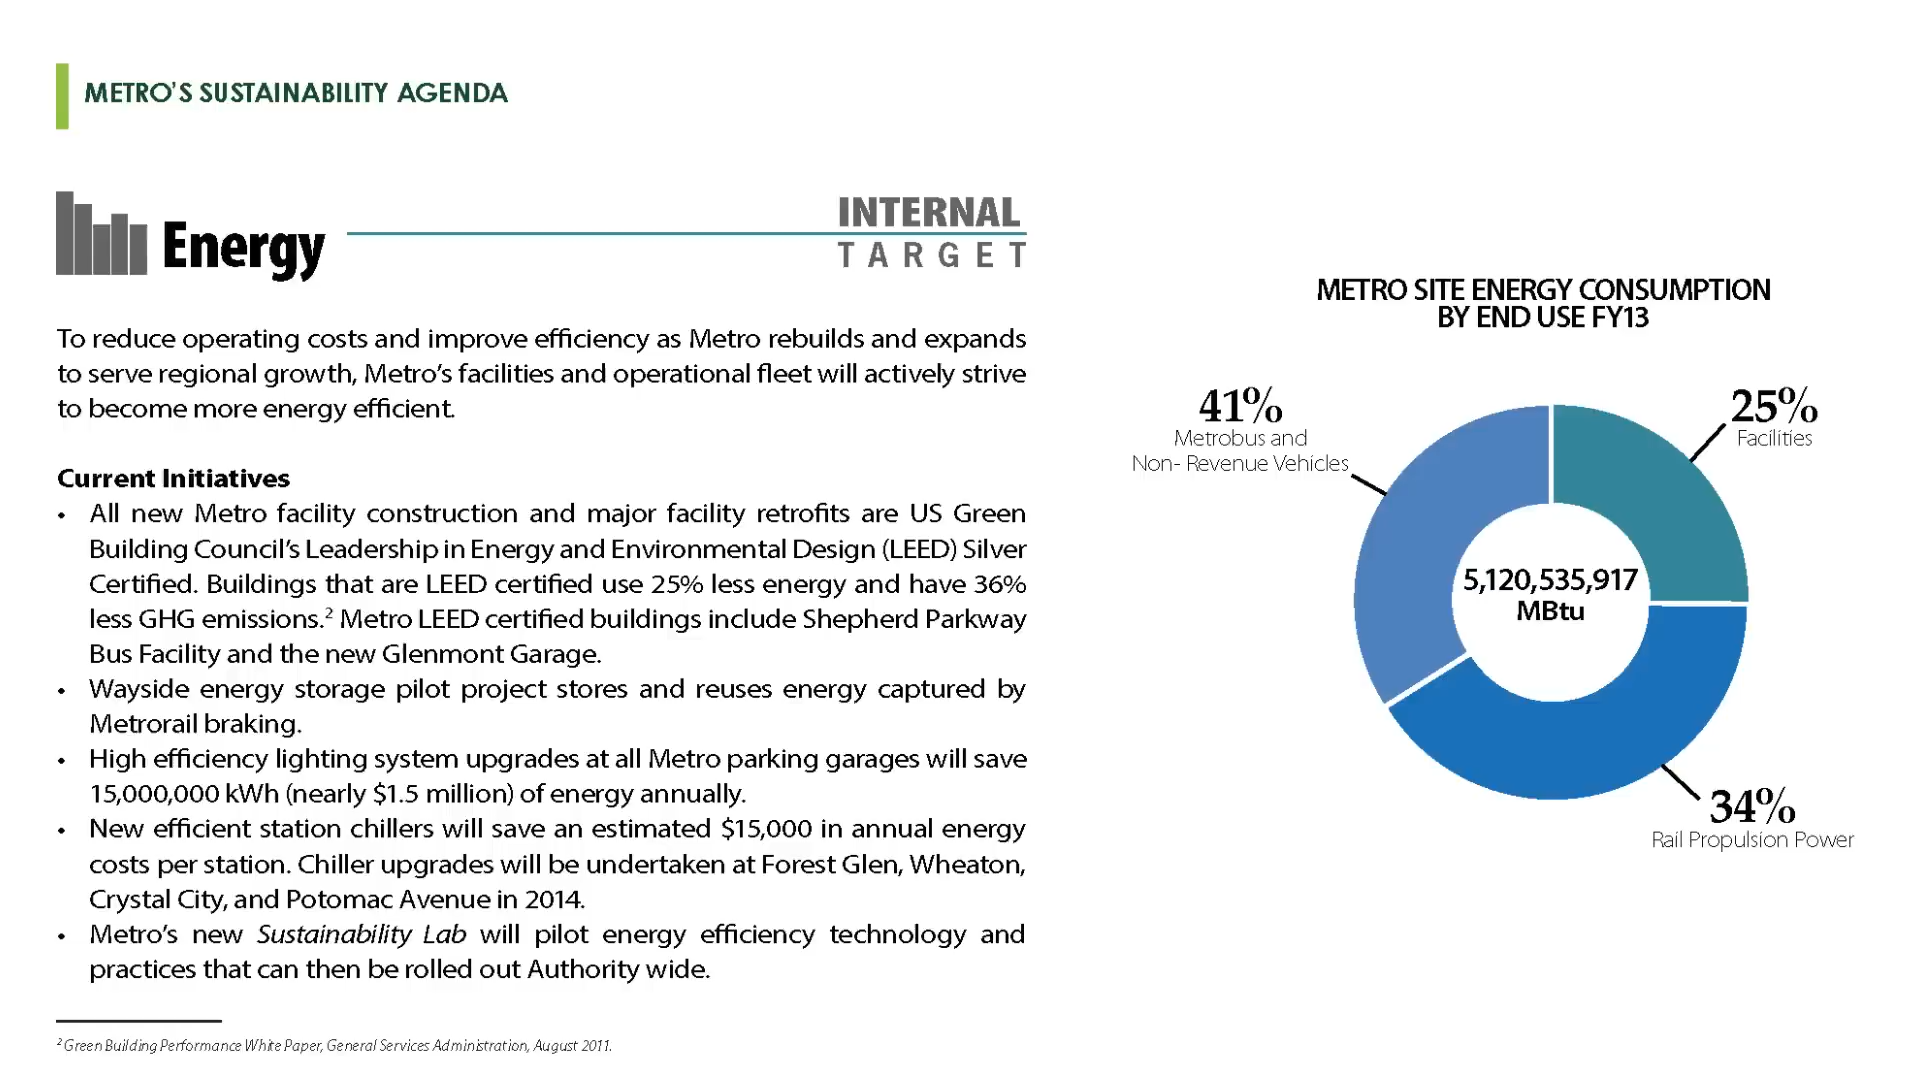 METRO’S SUSTAINABILITY AGENDA
Energy
INTERNAL
TARGET
To reduce operating costs and improve efficiency as Metro rebuilds and expands
to serve regional growth, Metro’s facilities and operational fleet will actively strive
to become more energy efficient.
Current Initiatives
• All new Metro facility construction and major facility retrofits are US Green
Building Council’s Leadership in Energy and Environmental Design (LEED) Silver
Certified. Buildings that are LEED certified use 25% less energy and have 36%
less GHG emissions.² Metro LEED certified buildings include Shepherd Parkway
Bus Facility and the new Glenmont Garage.
• Wayside energy storage pilot project stores and reuses energy captured by
Metrorail braking.
• High efficiency lighting system upgrades at all Metro parking garages will save
15,000,000 kWh (nearly $1.5 million) of energy annually.
• New efficient station chillers will save an estimated $15,000 in annual energy
costs per station. Chiller upgrades will be undertaken at Forest Glen, Wheaton,
Crystal City, and Potomac Avenue in 2014.
• Metro’s new Sustainability Lab will pilot energy efficiency technology and
practices that can then be rolled out Authority wide.
² Green Building Performance White Paper, General Services Administration, August 2011.
METRO SITE ENERGY CONSUMPTION
BY END USE FY13
41%
Metrobus and
Non- Revenue Vehicles
25%
Facilities
5,120,535,917
MBtu
34%
Rail Propulsion Power